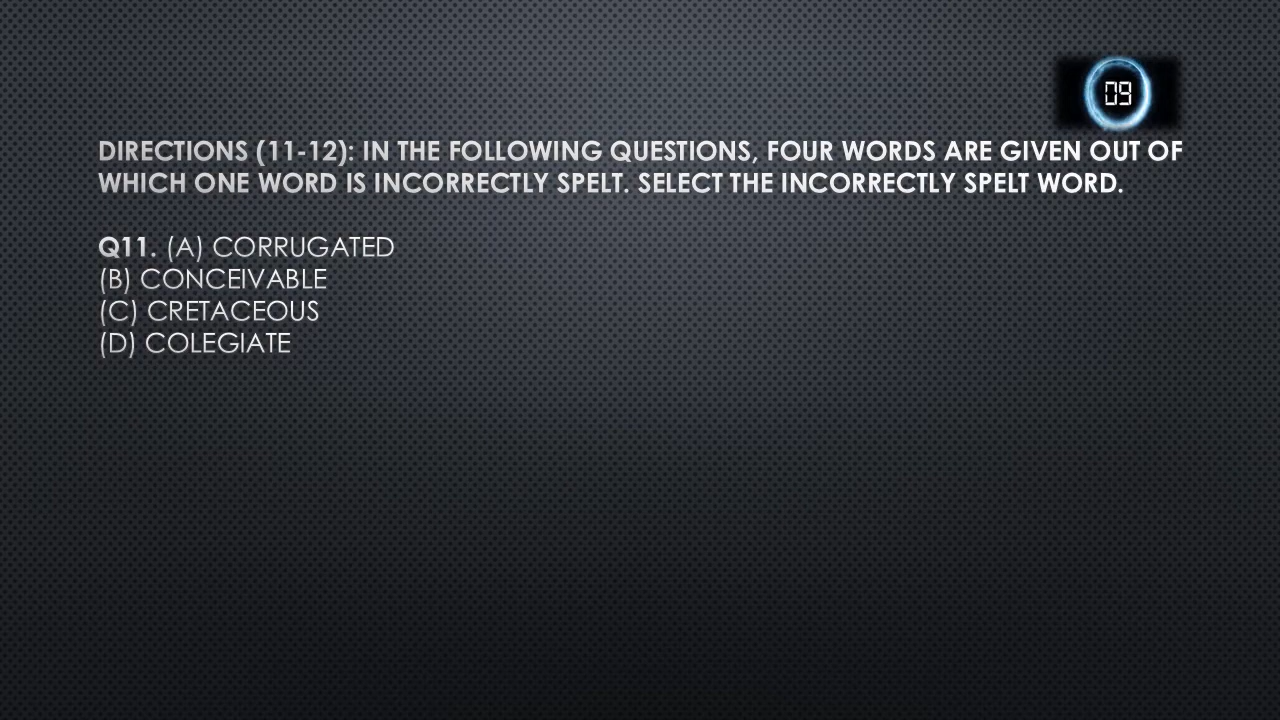 09
DIRECTIONS (11-12): IN THE FOLLOWING QUESTIONS, FOUR WORDS ARE GIVEN OUT OF
WHICH ONE WORD IS INCORRECTLY SPELT. SELECT THE INCORRECTLY SPELT WORD.
Q11. (A) CORRUGATED
(B) CONCEIVABLE
(C) CRETACEOUS
(D) COLEGIATE